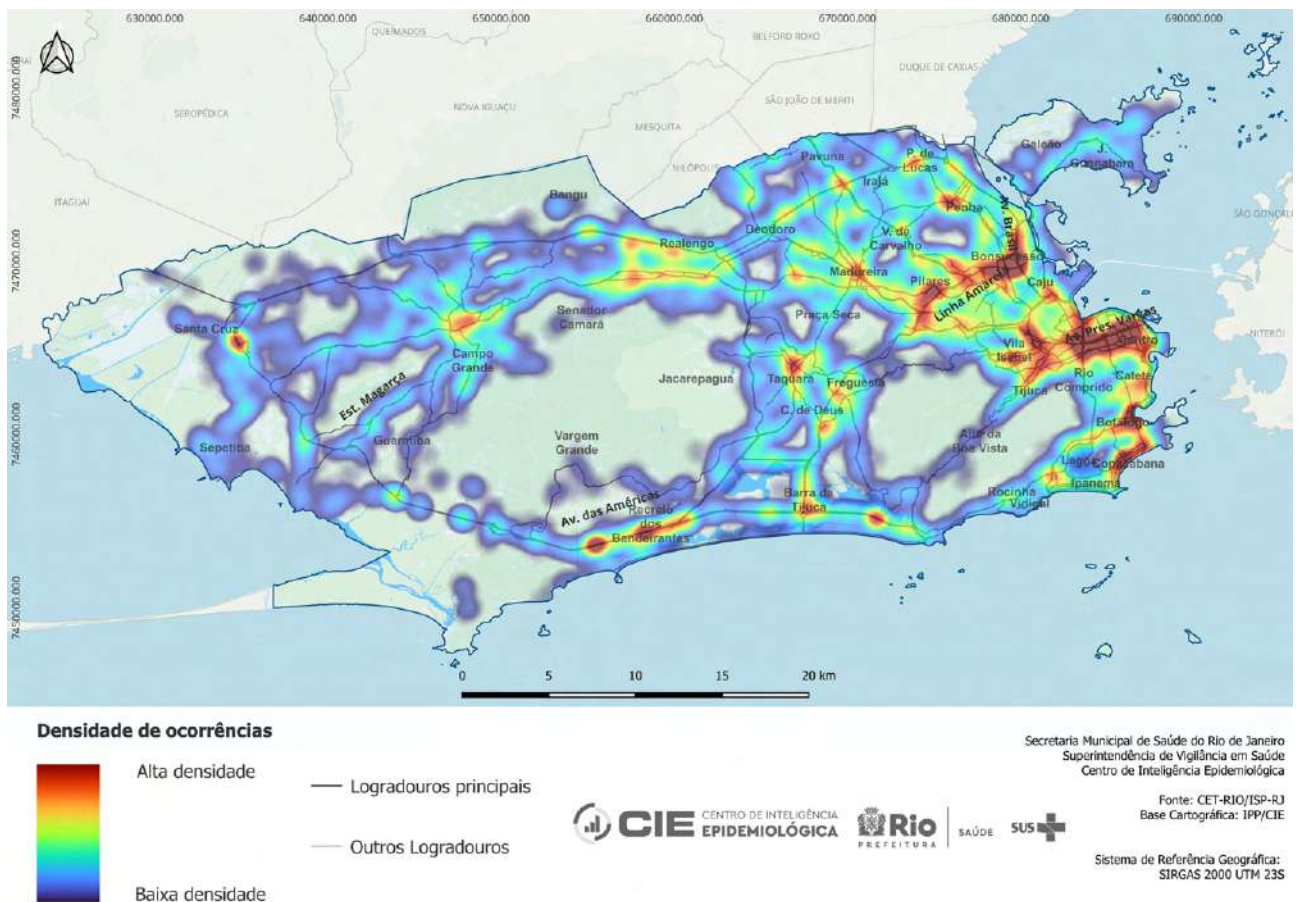 630000.000 640000.000 650000.000 660000.000 670000.000 680000.000 690000.000
7480000.000
7470000.000
7460000.000
7450000.000
QUEIMADOS
BELFORD ROXO
DUQUE DE CAXIAS
SEROPÉDICA
NOVA IGUAÇU
SÃO JOÃO DE MERITI
MESQUITA
NILÓPOLIS
ITAGUAÍ
SÃO GONÇALO
NITERÓI
Galeão
J.
Guanabara
Pavuna
P. de
Lucas
Irajá
Penha
Av. Brasil
Bangu
Deodoro
V. de
Carvalho
Realengo
Bonsucesso
Madureira
Pilares
Linha Amarela
Caju
Senador
Camará
Praça Seca
Av. Pres. Vargas
Centro
Santa Cruz
Vila
Isabel
Campo
Grande
Jacarepaguá
Taquara
Freguesia
Tijuca
Rio
Comprido
Catete
Est. Magarça
C. de Deus
Botafogo
Guaratiba
Sepetiba
Vargem
Grande
Alto da
Boa Vista
Lagoa
Copacabana
Ipanema
Rocinha
Vidigal
Av. das Américas
Recreio
dos
Bandeirantes
Barra da
Tijuca
0 5 10 15 20 km
Densidade de ocorrências
Alta densidade
Baixa densidade
Logradouros principais
Outros Logradouros
CIE CENTRO DE INTELIGÊNCIA
EPIDEMIOLÓGICA
Rio
PREFEITURA
SAÚDE
SUS
Secretaria Municipal de Saúde do Rio de Janeiro
Superintendência de Vigilância em Saúde
Centro de Inteligência Epidemiológica
Fonte: CET-RIO/ISP-RJ
Base Cartográfica: IPP/CIE
Sistema de Referência Geográfica:
SIRGAS 2000 UTM 23S